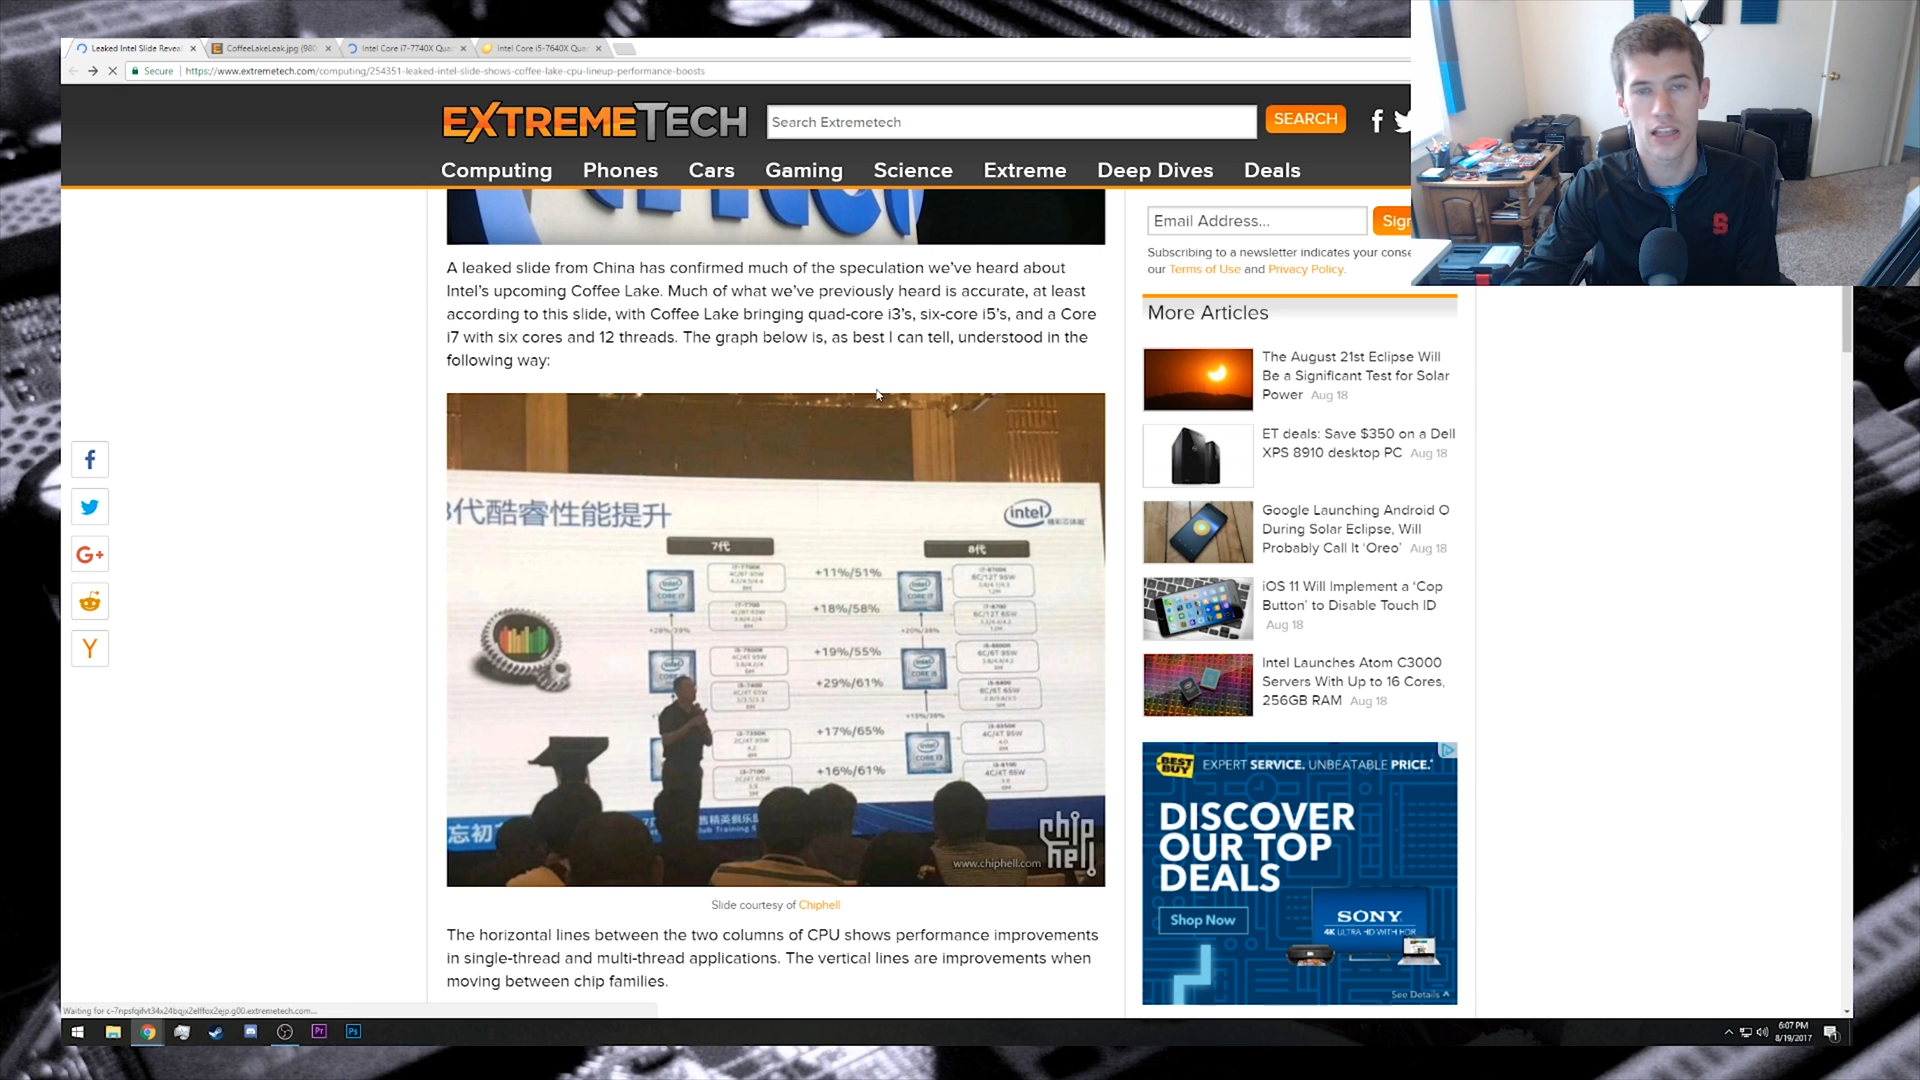 Leaked Intel Slide Reveal
CoffeeLakeLeak.jpg (980
Intel Core i7-7740X Qua
Intel Core i5-7640X Qua
Secure
https://www.extremetech.com/computing/254351-leaked-intel-slide-shows-coffee-lake-cpu-lineup-performance-boosts
EXTREMETECH
Search Extremetech
SEARCH
Computing Phones Cars Gaming Science Extreme Deep Dives Deals
A leaked slide from China has confirmed much of the speculation we've heard about
Intel's upcoming Coffee Lake. Much of what we've previously heard is accurate, at least
according to this slide, with Coffee Lake bringing quad-core i3's, six-core i5's, and a Core
i7 with six cores and 12 threads. The graph below is, as best I can tell, understood in the
following way:
代酷睿性能提升
intel
7代
8代
+11%/51%
+18%/58%
+19%/55%
+29%/61%
+17%/65%
+16%/61%
忘初
www.chiphell.com
chip
hell
Slide courtesy of Chiphell
The horizontal lines between the two columns of CPU shows performance improvements
in single-thread and multi-thread applications. The vertical lines are improvements when
moving between chip families.
Email Address...
Sign
Subscribing to a newsletter indicates your conse
our Terms of Use and Privacy Policy.
More Articles
The August 21st Eclipse Will
Be a Significant Test for Solar
Power Aug 18
ET deals: Save $350 on a Dell
XPS 8910 desktop PC Aug 18
Google Launching Android O
During Solar Eclipse, Will
Probably Call It 'Oreo' Aug 18
iOS 11 Will Implement a 'Cop
Button' to Disable Touch ID
Aug 18
Intel Launches Atom C3000
Servers With Up to 16 Cores,
256GB RAM Aug 18
BEST BUY
EXPERT SERVICE. UNBEATABLE PRICE.
DISCOVER
OUR TOP
DEALS
Shop Now
SONY
4K ULTRA HD WITH HDR
See Details
G+
Y
Pr
Ps
6:07 PM
8/19/2017
S